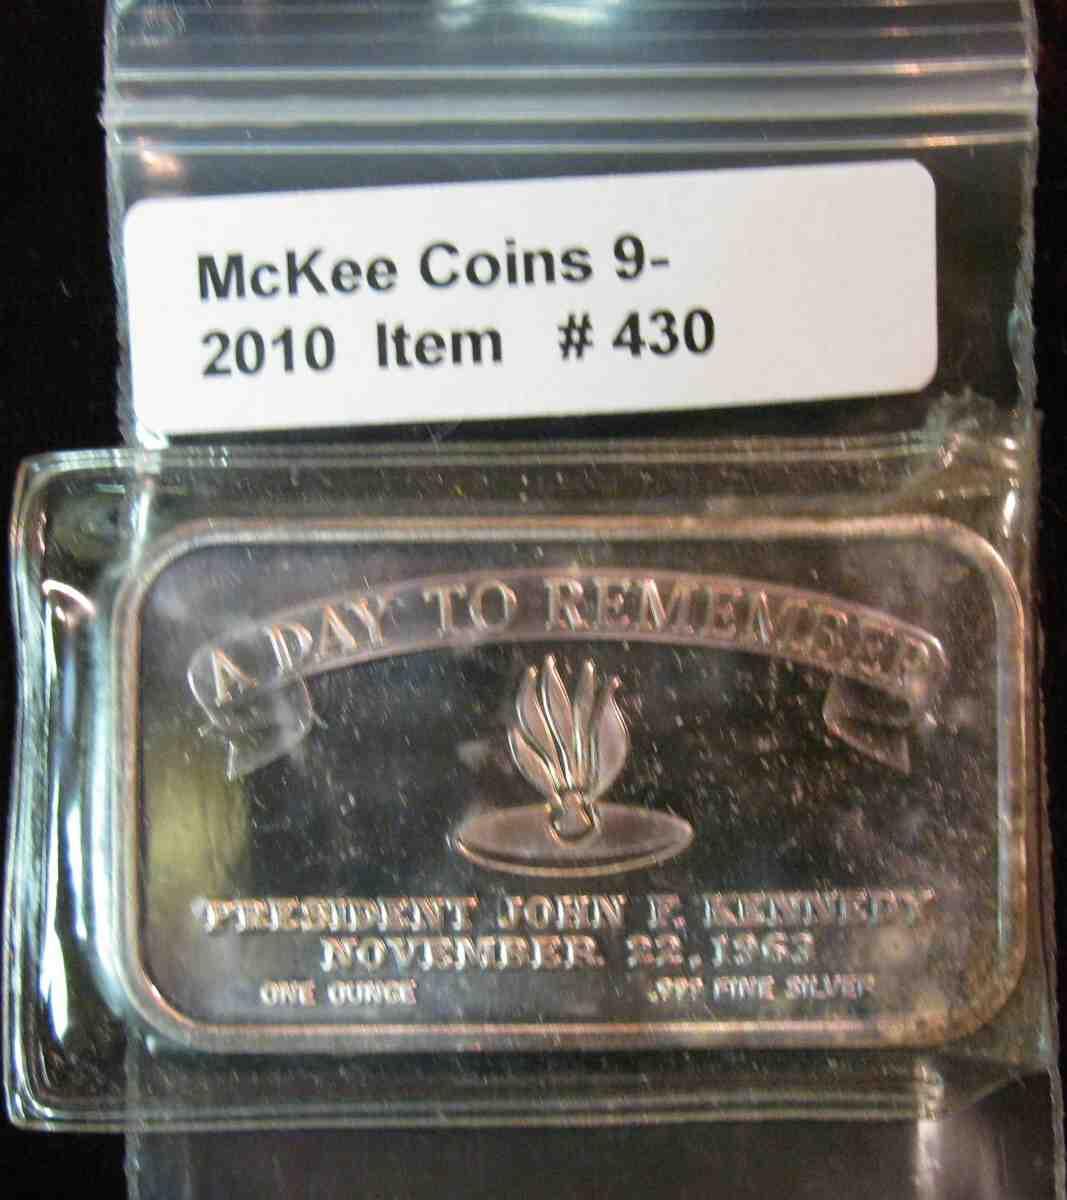 McKee Coins 9-
2010 Item # 430
A DAY TO REMEMBER
PRESIDENT JOHN F. KENNEDY
NOVEMBER 22, 1963
ONE OUNCE .999 FINE SILVER